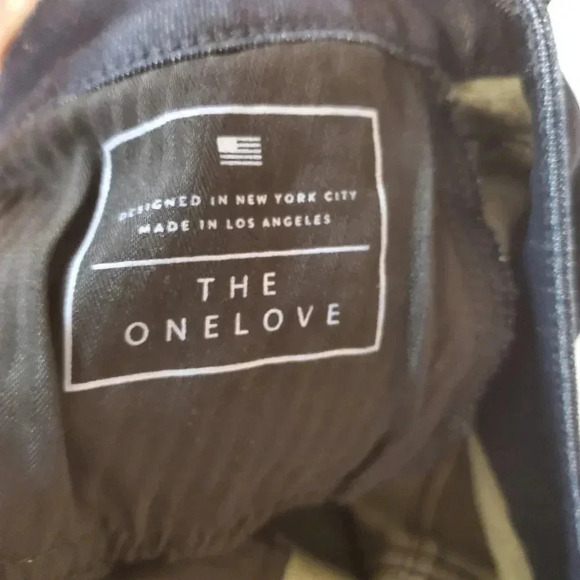 DESIGNED IN NEW YORK CITY
MADE IN LOS ANGELES
THE
ONELOVE